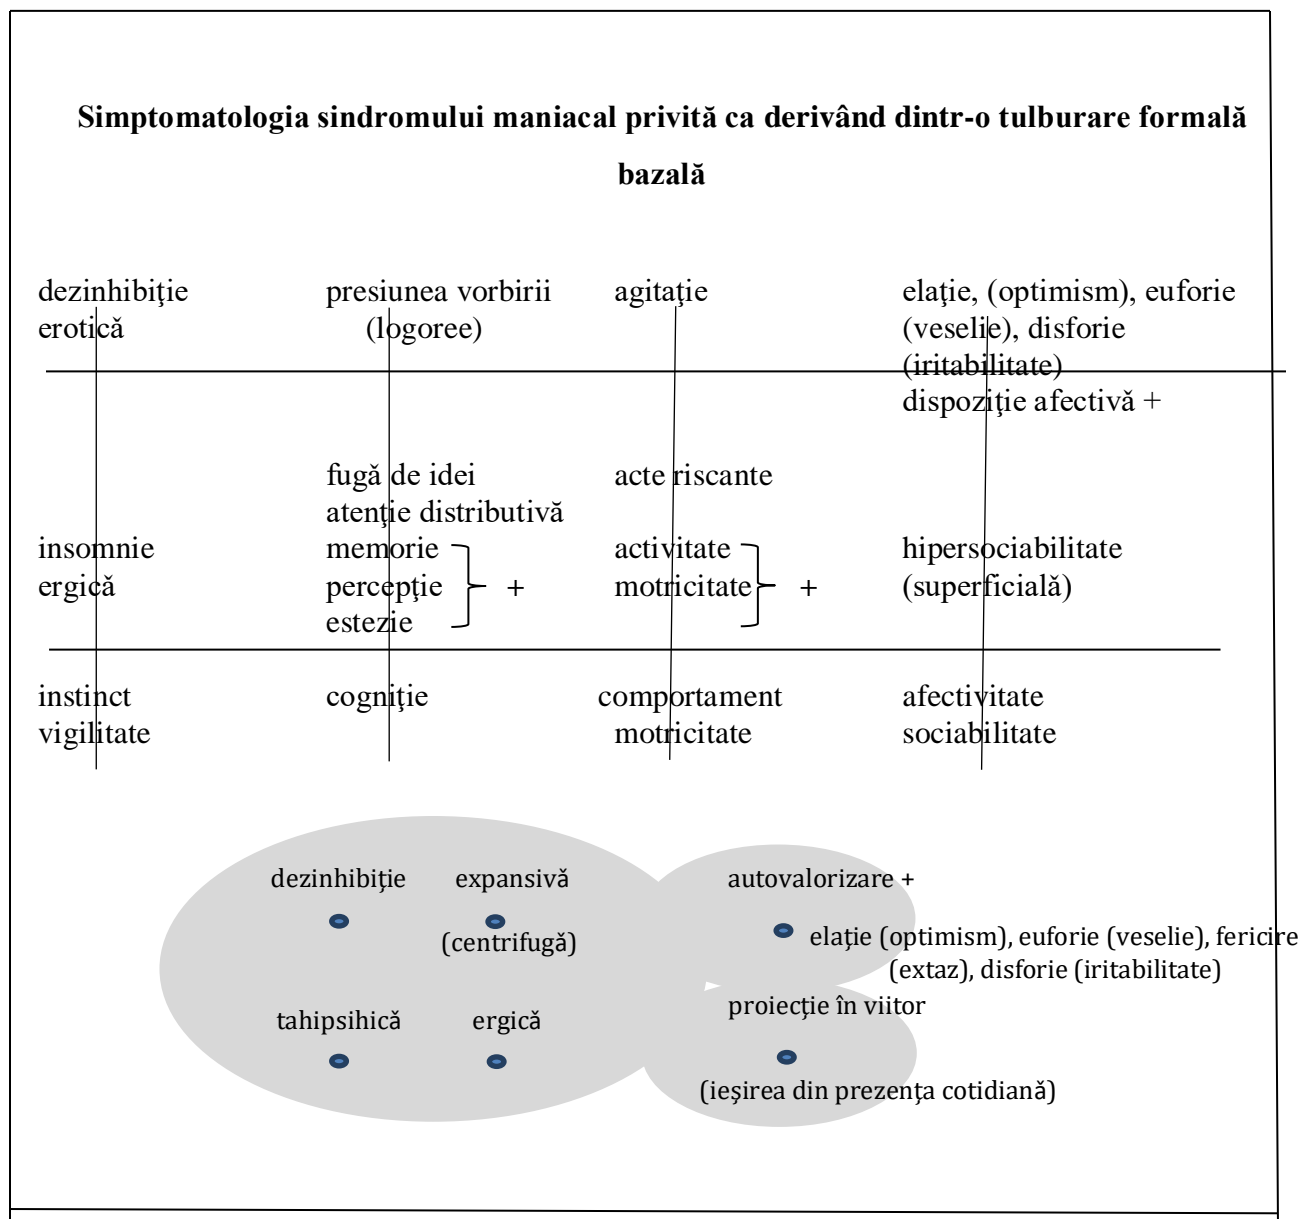 Simptomatologia sindromului maniacal privită ca derivând dintr-o tulburare formală
bazală
dezinhibiţie
erotică
presiunea vorbirii
(logoree)
agitaţie
elaţie, (optimism), euforie
(veselie), disforie
(iritabilitate)
dispoziţie afectivă +
insomnie
ergică
fugă de idei
atenţie distributivă
memorie
percepţie
estezie
+
acte riscante
activitate
motricitate
+
hipersociabilitate
(superficială)
instinct
vigilitate
cogniţie
comportament
motricitate
afectivitate
sociabilitate
dezinhibiţie
expansivă
(centrifugă)
autovalorizare +
elaţie (optimism), euforie (veselie), fericire
(extaz), disforie (iritabilitate)
tahipsihică
ergică
proiecţie în viitor
(ieşirea din prezenţa cotidiană)